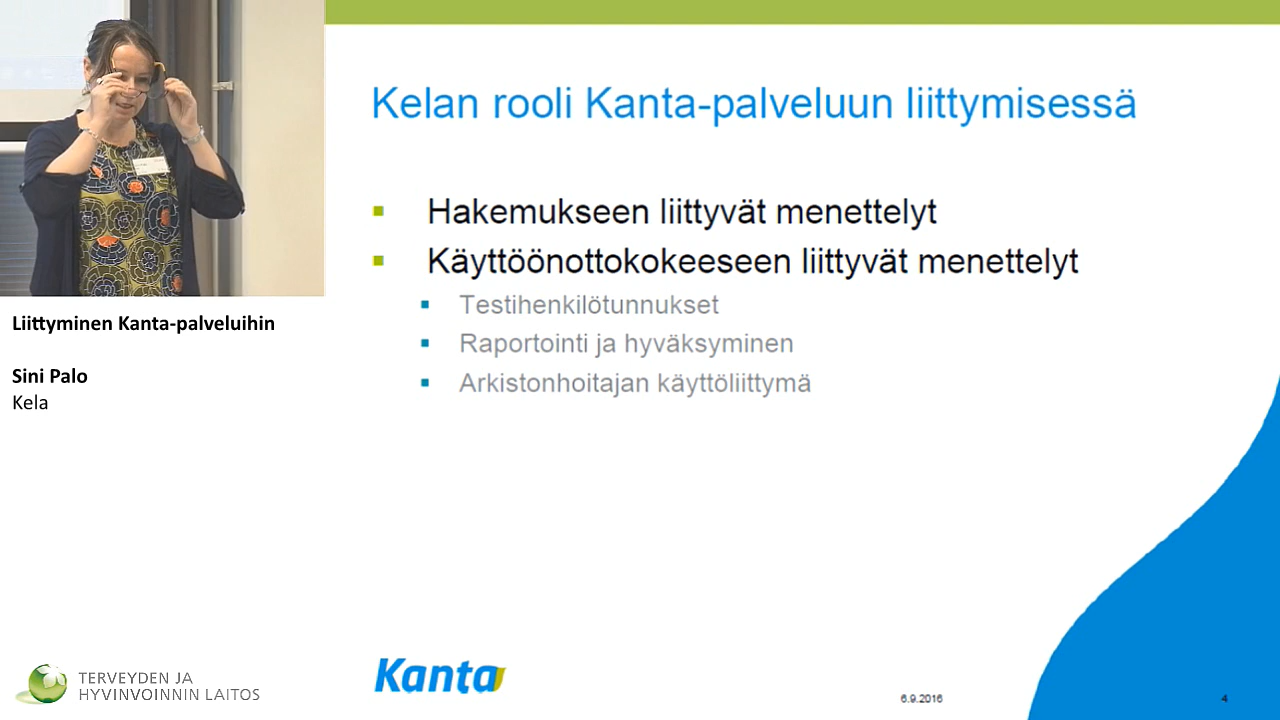 Kelan rooli Kanta-palveluun liittymisessä
Hakemukseen liittyvät menettelyt
Käyttöönottokokeeseen liittyvät menettelyt
Testihenkilötunnukset
Raportointi ja hyväksyminen
Arkistonhoitajan käyttöliittymä
Liittyminen Kanta-palveluihin
Sini Palo
Kela
TERVEYDEN JA
HYVINVOINNIN LAITOS
Kanta
6.9.2016
4